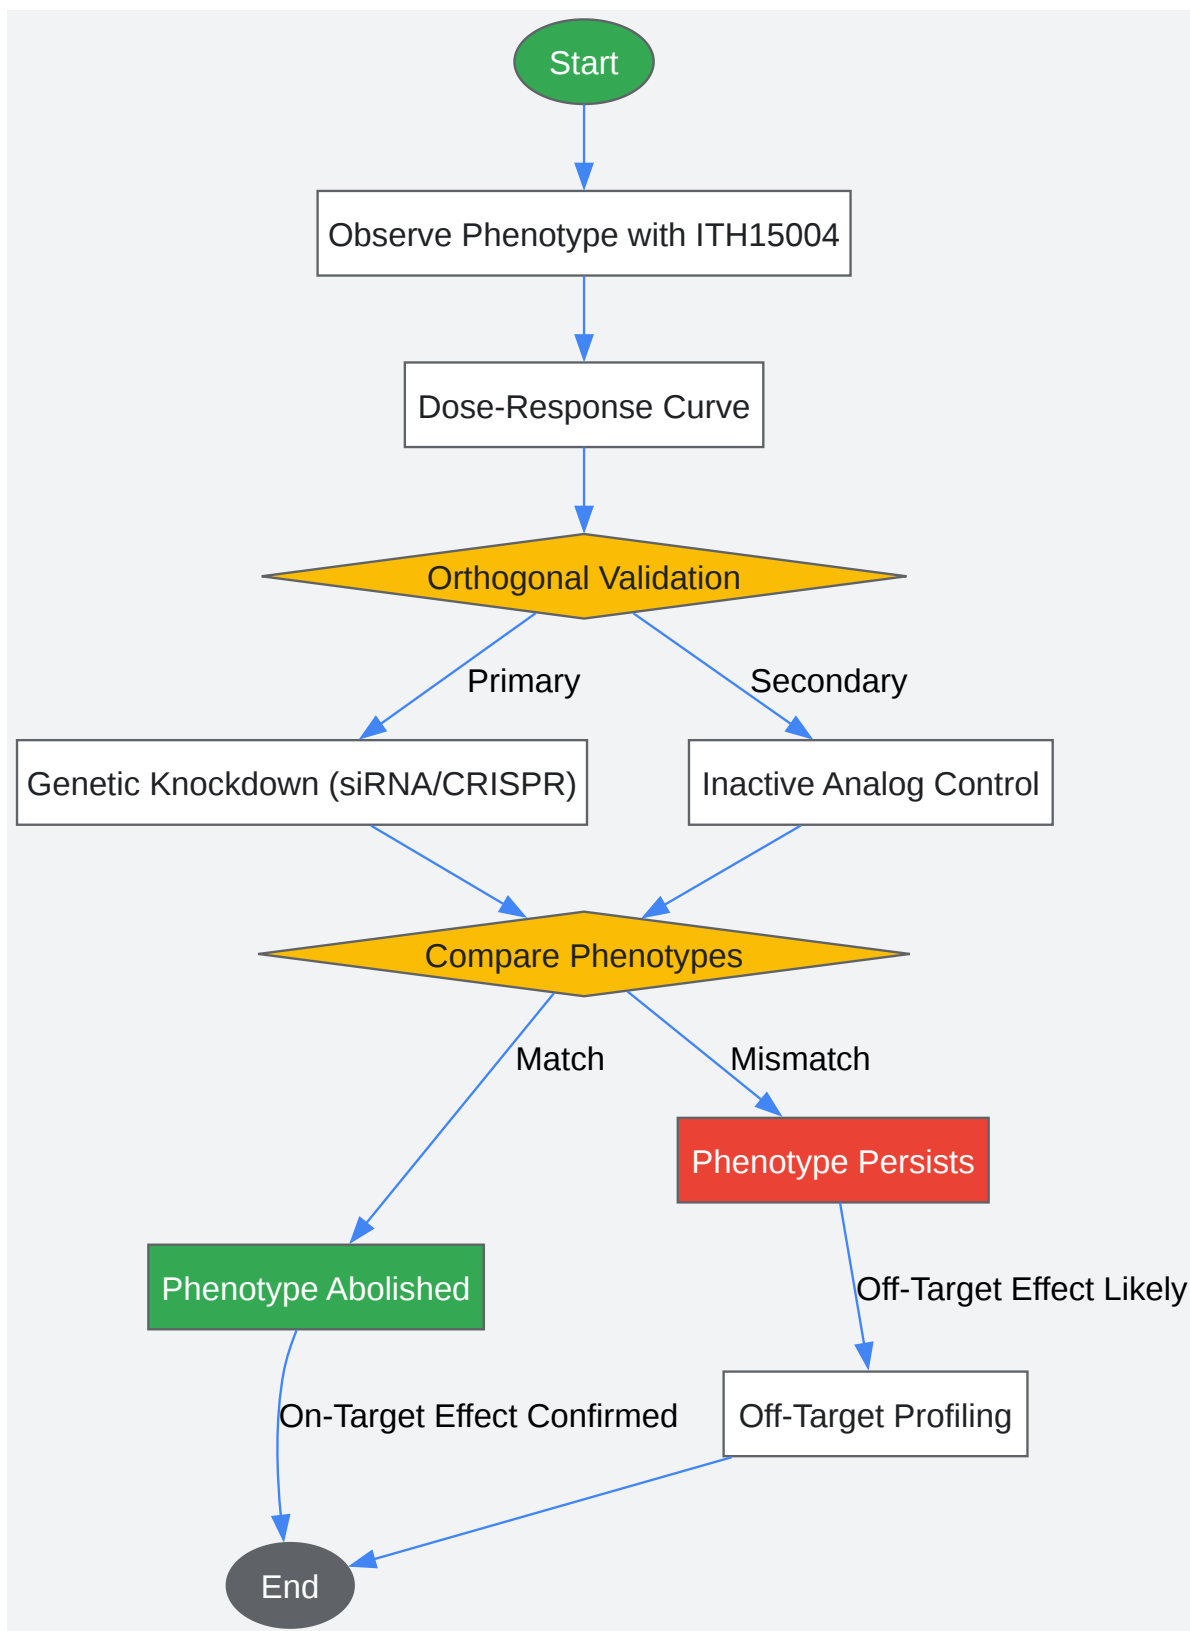 Start
Observe Phenotype with ITH15004
Dose-Response Curve
Orthogonal Validation
Primary
Secondary
Genetic Knockdown (siRNA/CRISPR)
Inactive Analog Control
Compare Phenotypes
Match
Mismatch
Phenotype Persists
Phenotype Abolished
Off-Target Effect Likely
On-Target Effect Confirmed
Off-Target Profiling
End